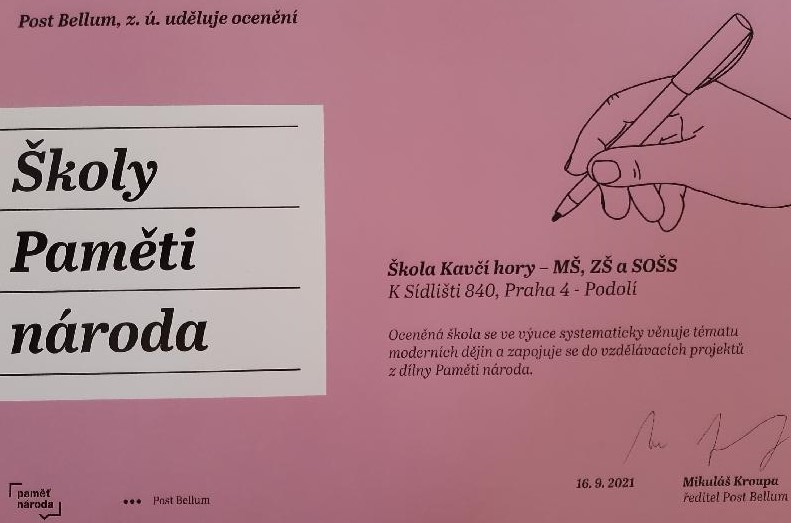 Post Bellum, z. ú. uděluje ocenění
Školy
Paměti
národa
Škola Kavčí hory – MŠ, ZŠ a SOŠS
K Sídlišti 840, Praha 4 - Podolí
Oceněná škola se ve výuce systematicky věnuje tématu
moderních dějin a zapojuje se do vzdělávacích projektů
z dílny Paměti národa.
16. 9. 2021
Mikuláš Kroupa
ředitel Post Bellum
paměť
národa
Post Bellum